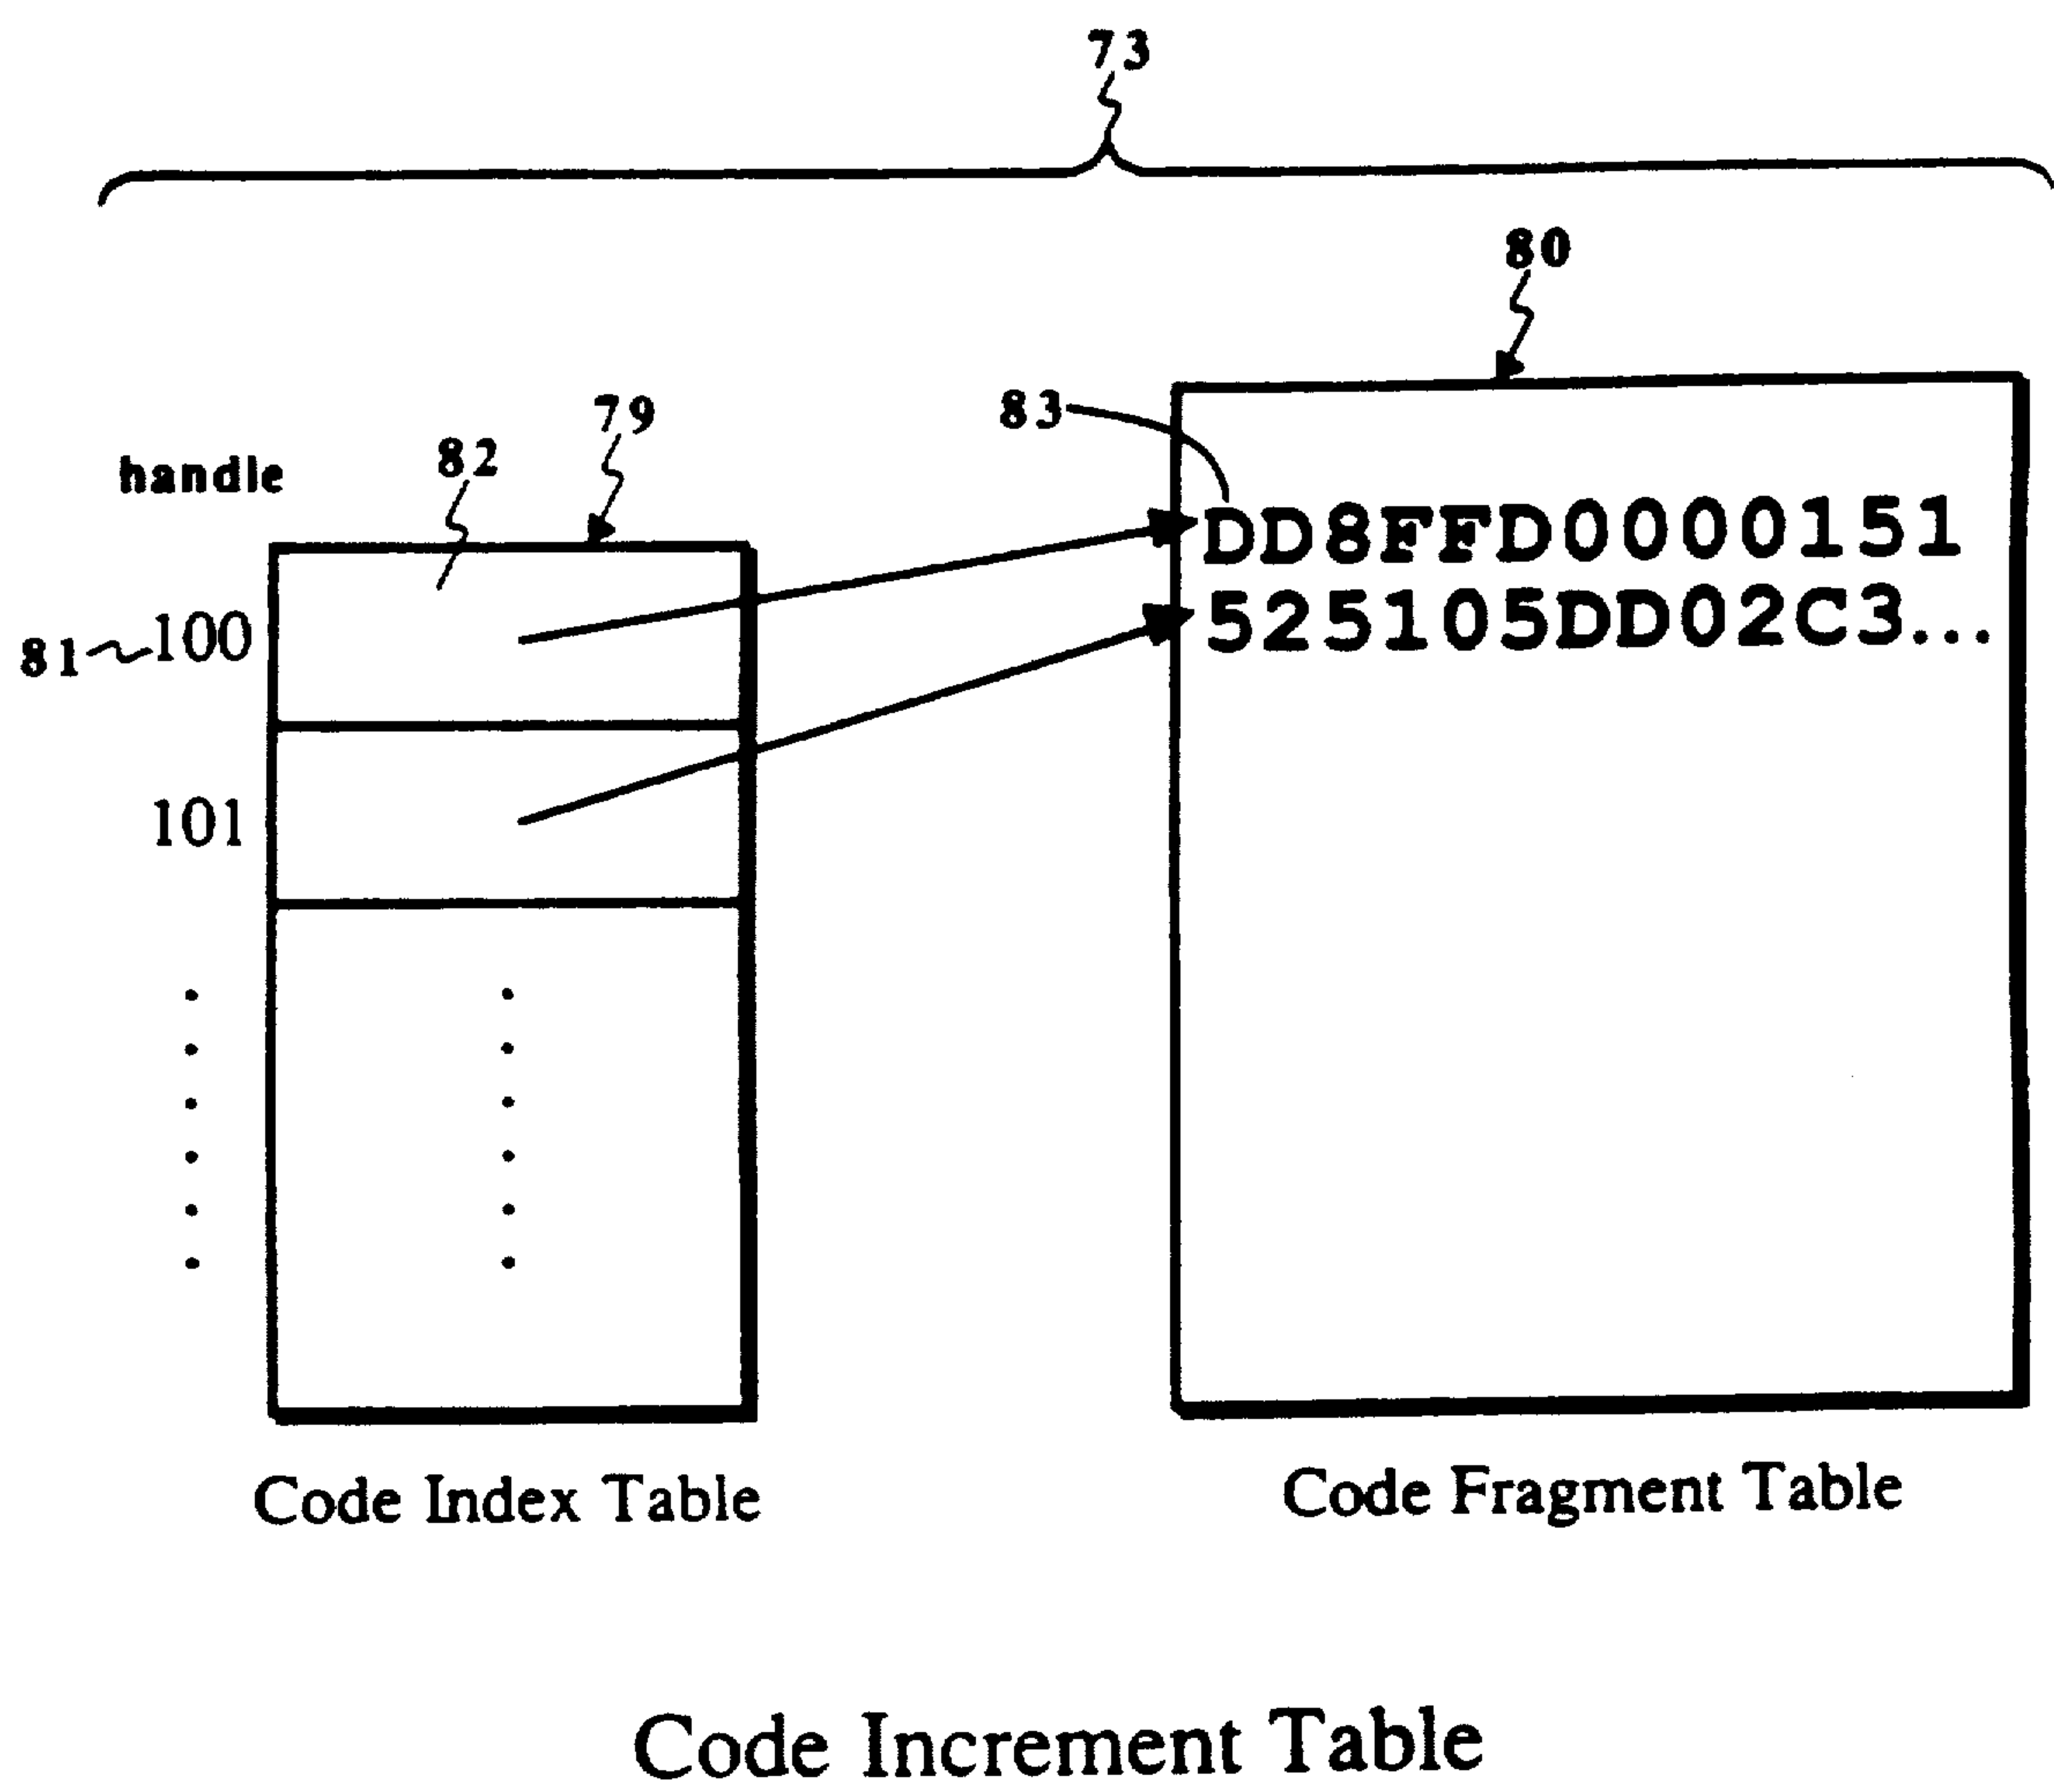 73
80
79
83
82
handle
DD8FFD0000151
525105DD02C3...
81 100
101
Code Index Table
Code Fragment Table
Code Increment Table